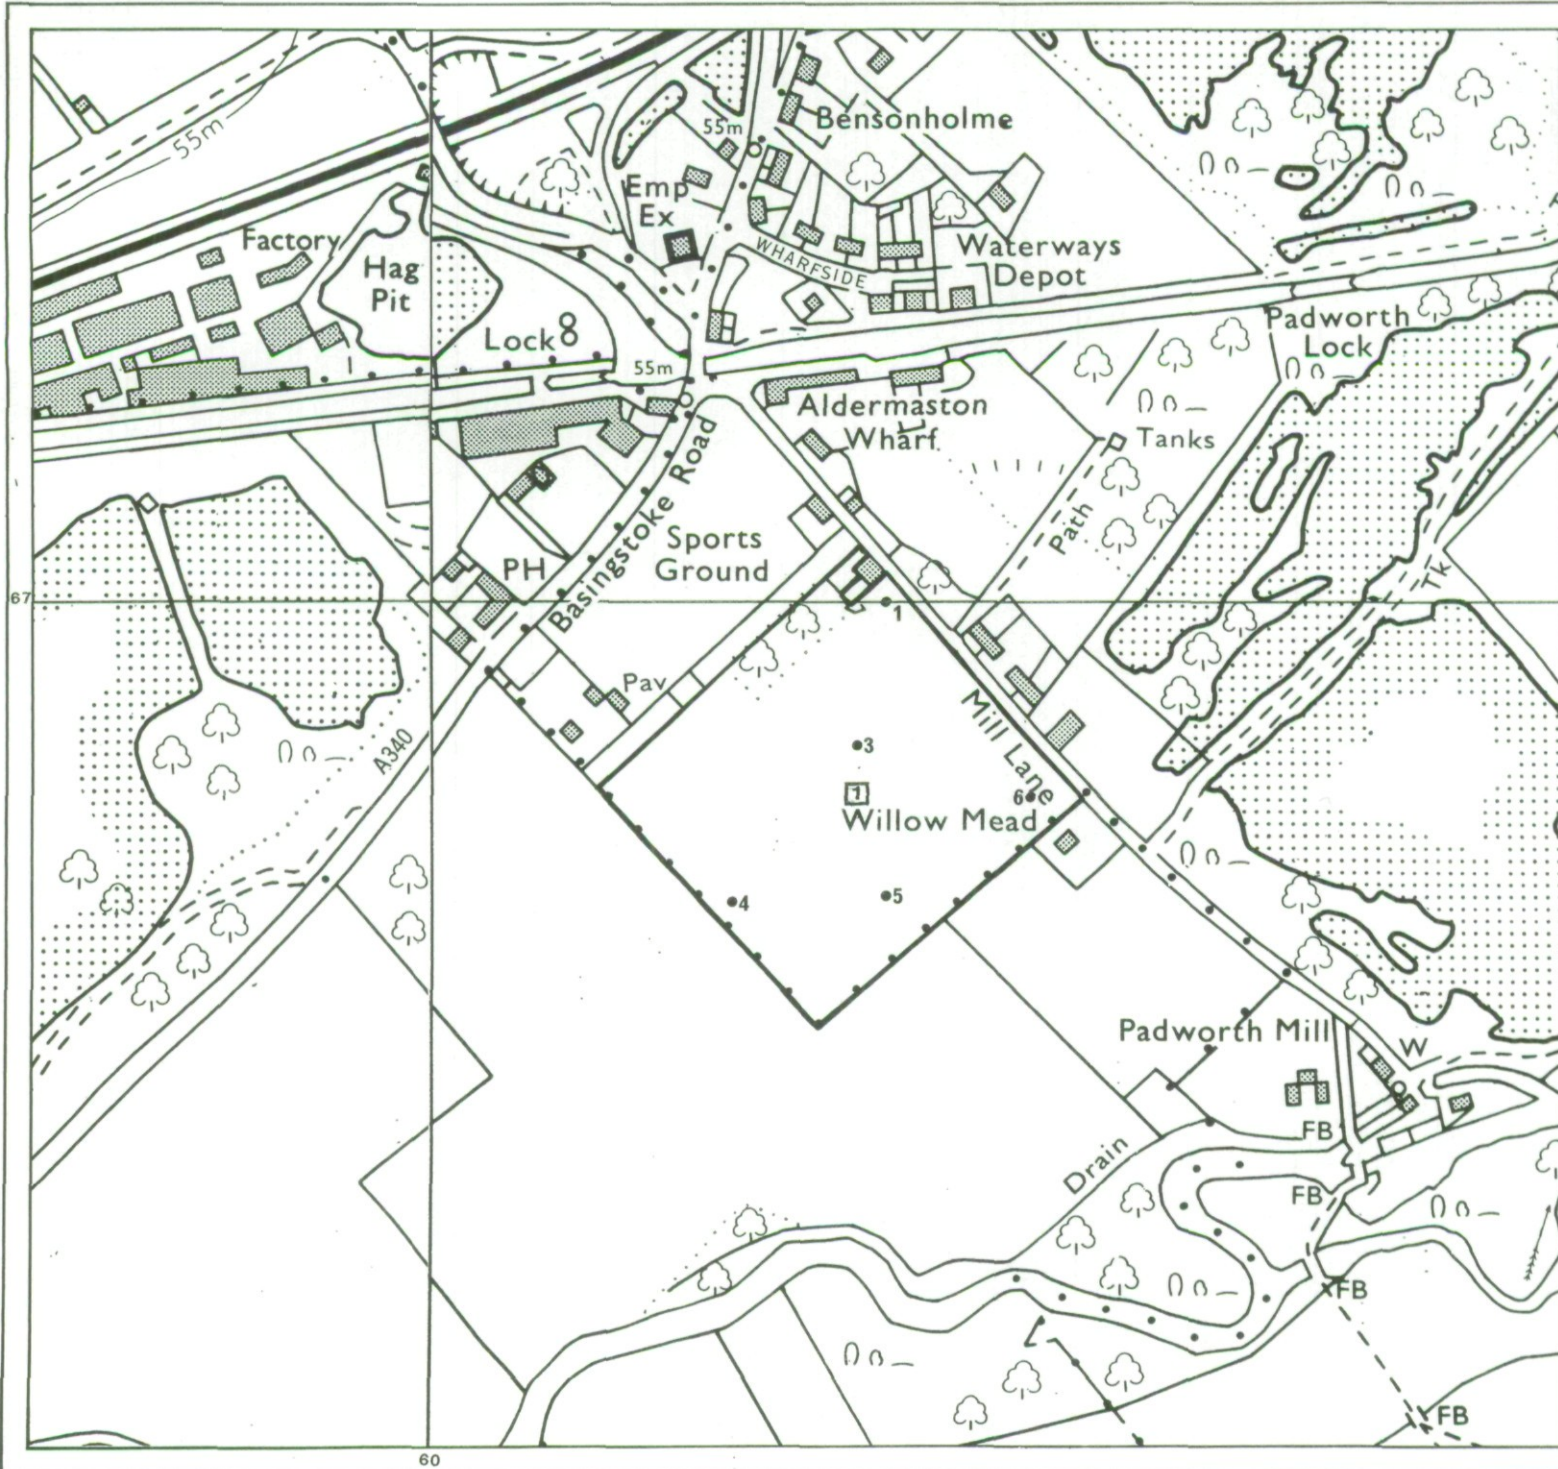 55m
Factory
Hag
Pit
Emp
Ex
55m
Bensonholme
WHARFSIDE
Waterways
Depot
Lock
55m
Padworth
Lock
Aldermaston
Wharf
Tanks
Path
Tk
Basingstoke Road
Sports
Ground
PH
67
1
Pav
A340
Mill Lane
3
1
6
Willow Mead
4
5
Padworth Mill
W
FB
Drain
FB
FB
FB
60